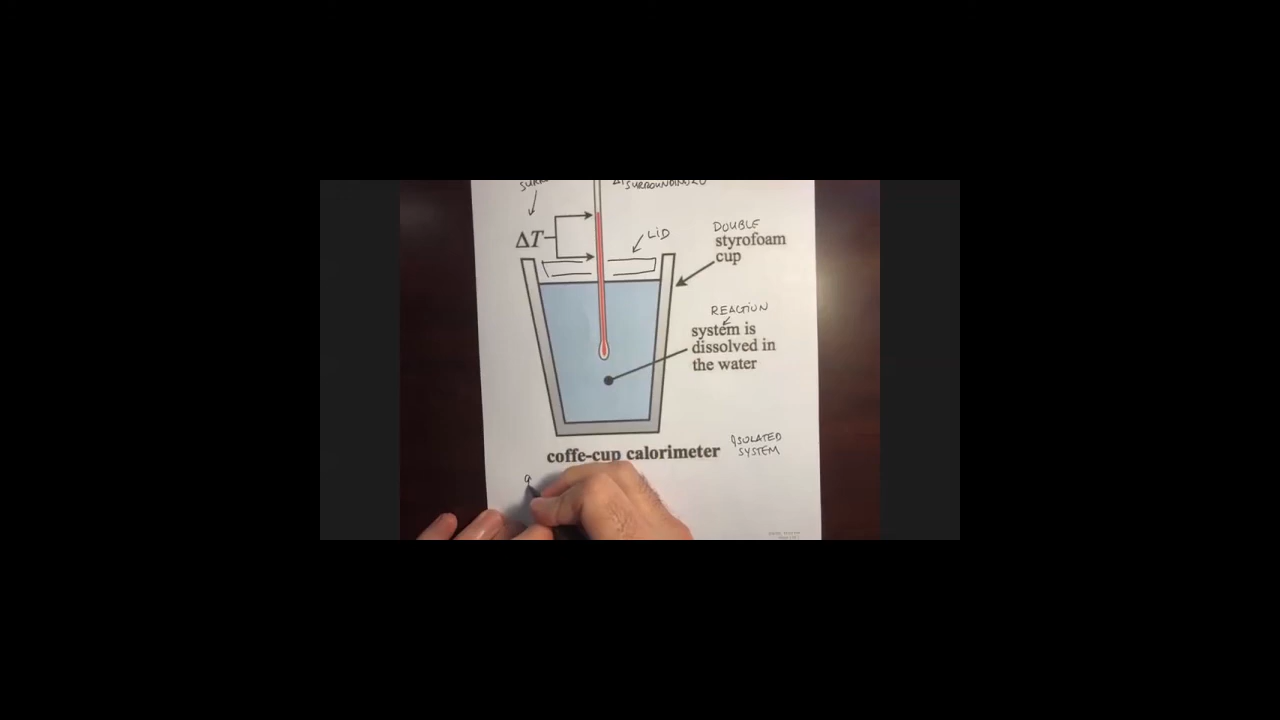 ΔT
LID
DOUBLE
styrofoam
cup
REACTION
system is
dissolved in
the water
coffe-cup calorimeter
ISOLATED
SYSTEM
q